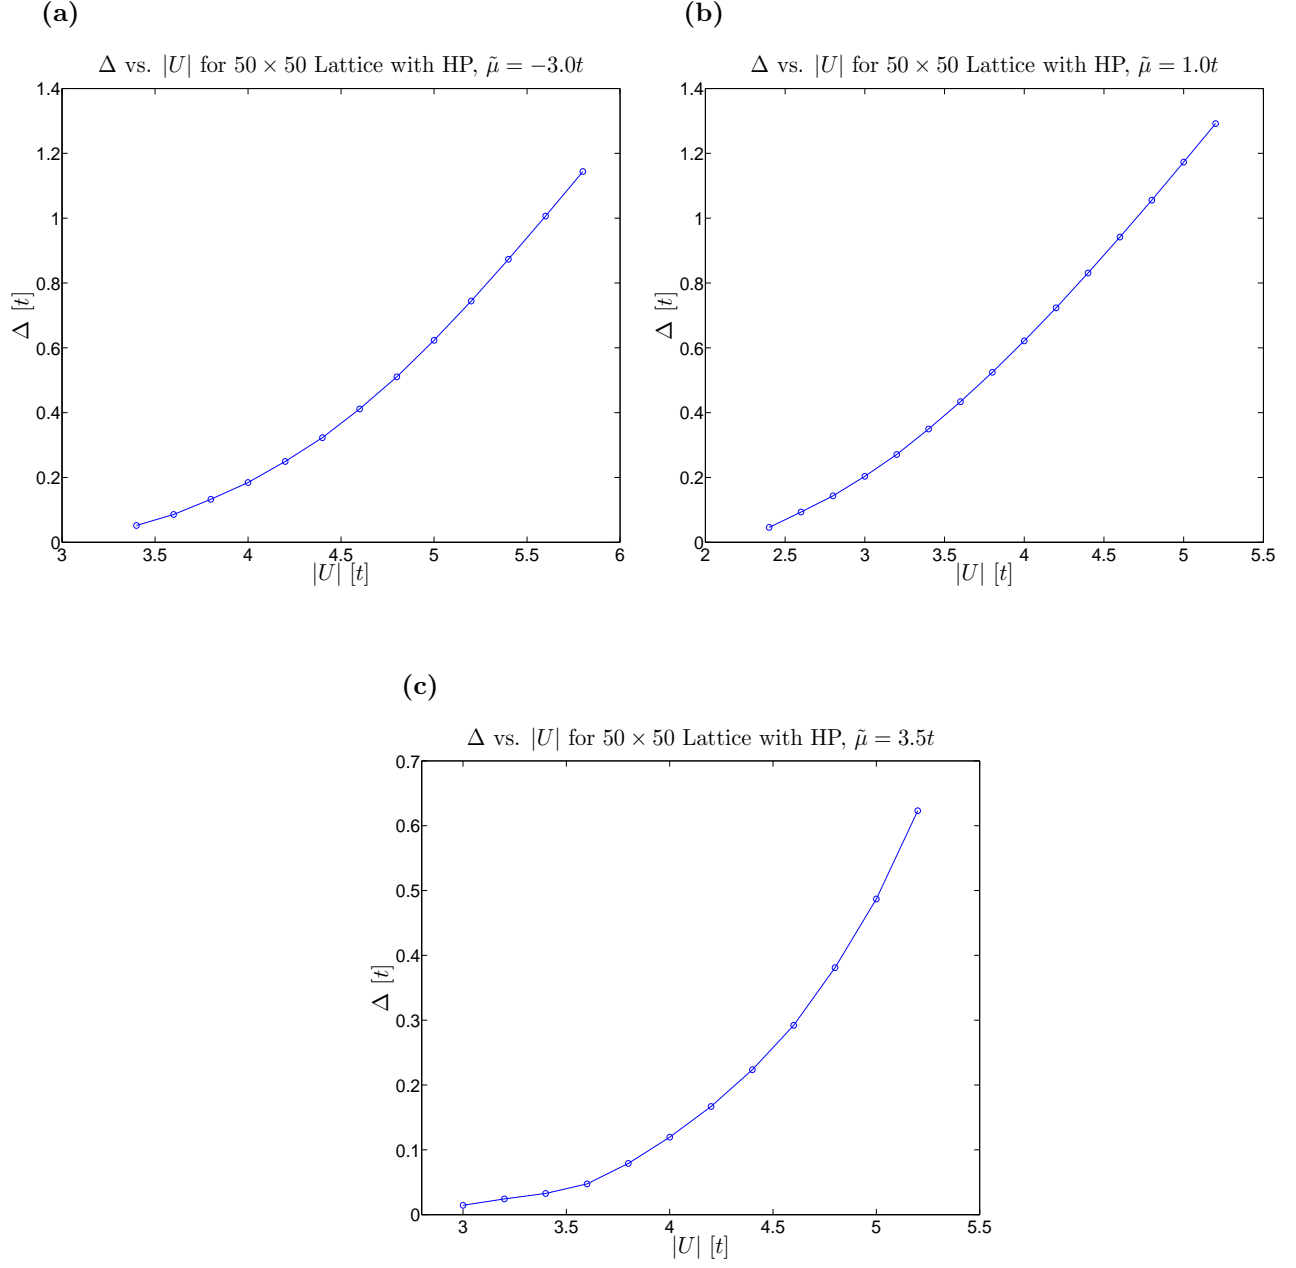 (a)
Δ vs. |U| for 50 × 50 Lattice with HP, μ̃ = −3.0t
1.4
1.2
1
0.8
0.6
0.4
0.2
0
Δ [t]
3 3.5 4 4.5 5 5.5 6
|U| [t]
(b)
Δ vs. |U| for 50 × 50 Lattice with HP, μ̃ = 1.0t
1.4
1.2
1
0.8
0.6
0.4
0.2
0
Δ [t]
2 2.5 3 3.5 4 4.5 5 5.5
|U| [t]
(c)
Δ vs. |U| for 50 × 50 Lattice with HP, μ̃ = 3.5t
0.7
0.6
0.5
0.4
0.3
0.2
0.1
0
Δ [t]
3 3.5 4 4.5 5 5.5
|U| [t]